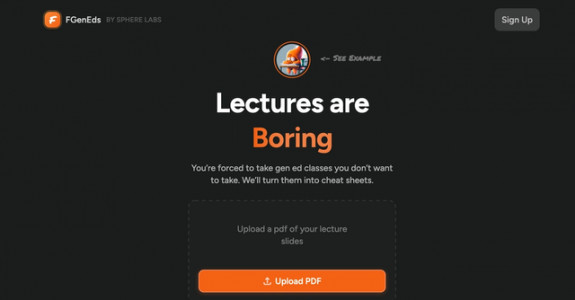 FGenEds BY SPHERE LABS
Sign Up
<- See Example
Lectures are
Boring
You're forced to take gen ed classes you don't want
to take. We'll turn them into cheat sheets.
Upload a pdf of your lecture
slides
Upload PDF